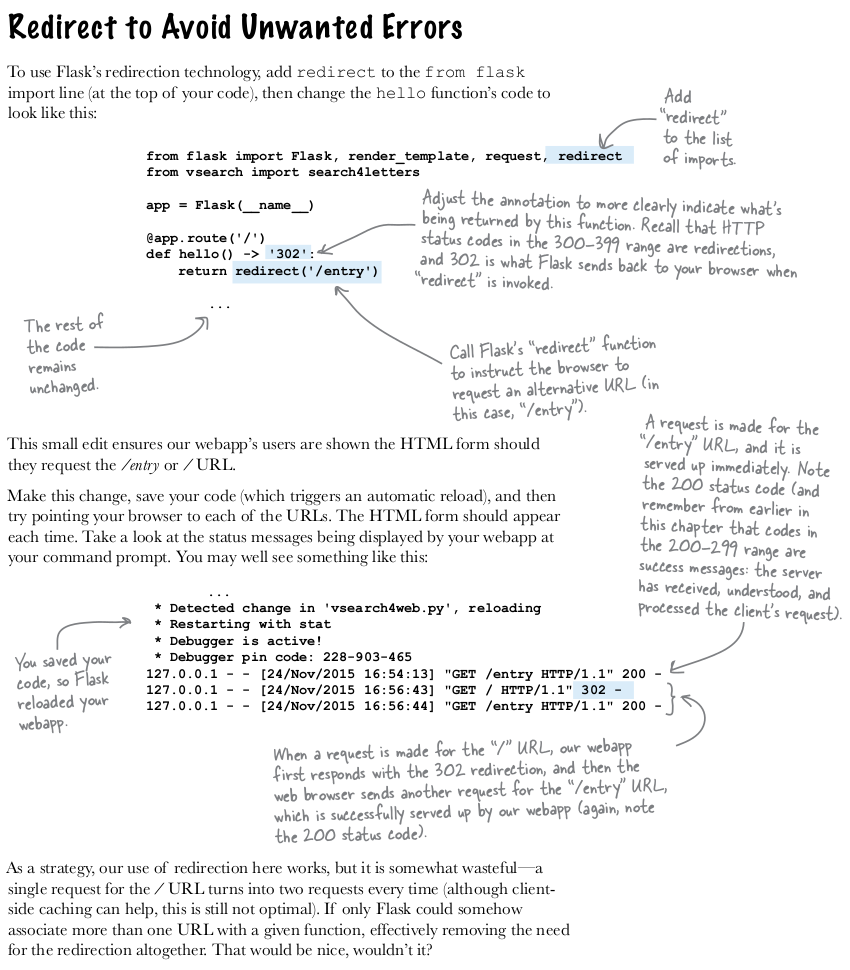 Redirect to Avoid Unwanted Errors
To use Flask’s redirection technology, add redirect to the from flask
import line (at the top of your code), then change the hello function’s code to
look like this:
Add
“redirect”
to the list
of imports.
from flask import Flask, render_template, request, redirect
from vsearch import search4letters
app = Flask(__name__)
@app.route('/')
def hello() -> '302':
return redirect('/entry')
...
Adjust the annotation to more clearly indicate what’s
being returned by this function. Recall that HTTP
status codes in the 300–399 range are redirections,
and 302 is what Flask sends back to your browser when
“redirect” is invoked.
The rest of
the code
remains
unchanged.
Call Flask’s “redirect” function
to instruct the browser to
request an alternative URL (in
this case, “/entry”).
This small edit ensures our webapp’s users are shown the HTML form should
they request the /entry or / URL.
Make this change, save your code (which triggers an automatic reload), and then
try pointing your browser to each of the URLs. The HTML form should appear
each time. Take a look at the status messages being displayed by your webapp at
your command prompt. You may well see something like this:
A request is made for the
“/entry” URL, and it is
served up immediately. Note
the 200 status code (and
remember from earlier in
this chapter that codes in
the 200–299 range are
success messages: the server
has received, understood, and
processed the client’s request).
...
* Detected change in 'vsearch4web.py', reloading
* Restarting with stat
* Debugger is active!
* Debugger pin code: 228-903-465
127.0.0.1 - - [24/Nov/2015 16:54:13] "GET /entry HTTP/1.1" 200 -
127.0.0.1 - - [24/Nov/2015 16:56:43] "GET / HTTP/1.1" 302 -
127.0.0.1 - - [24/Nov/2015 16:56:44] "GET /entry HTTP/1.1" 200 -
You saved your
code, so Flask
reloaded your
webapp.
When a request is made for the “/” URL, our webapp
first responds with the 302 redirection, and then the
web browser sends another request for the “/entry” URL,
which is successfully served up by our webapp (again, note
the 200 status code).
As a strategy, our use of redirection here works, but it is somewhat wasteful—a
single request for the / URL turns into two requests every time (although client-
side caching can help, this is still not optimal). If only Flask could somehow
associate more than one URL with a given function, effectively removing the need
for the redirection altogether. That would be nice, wouldn’t it?